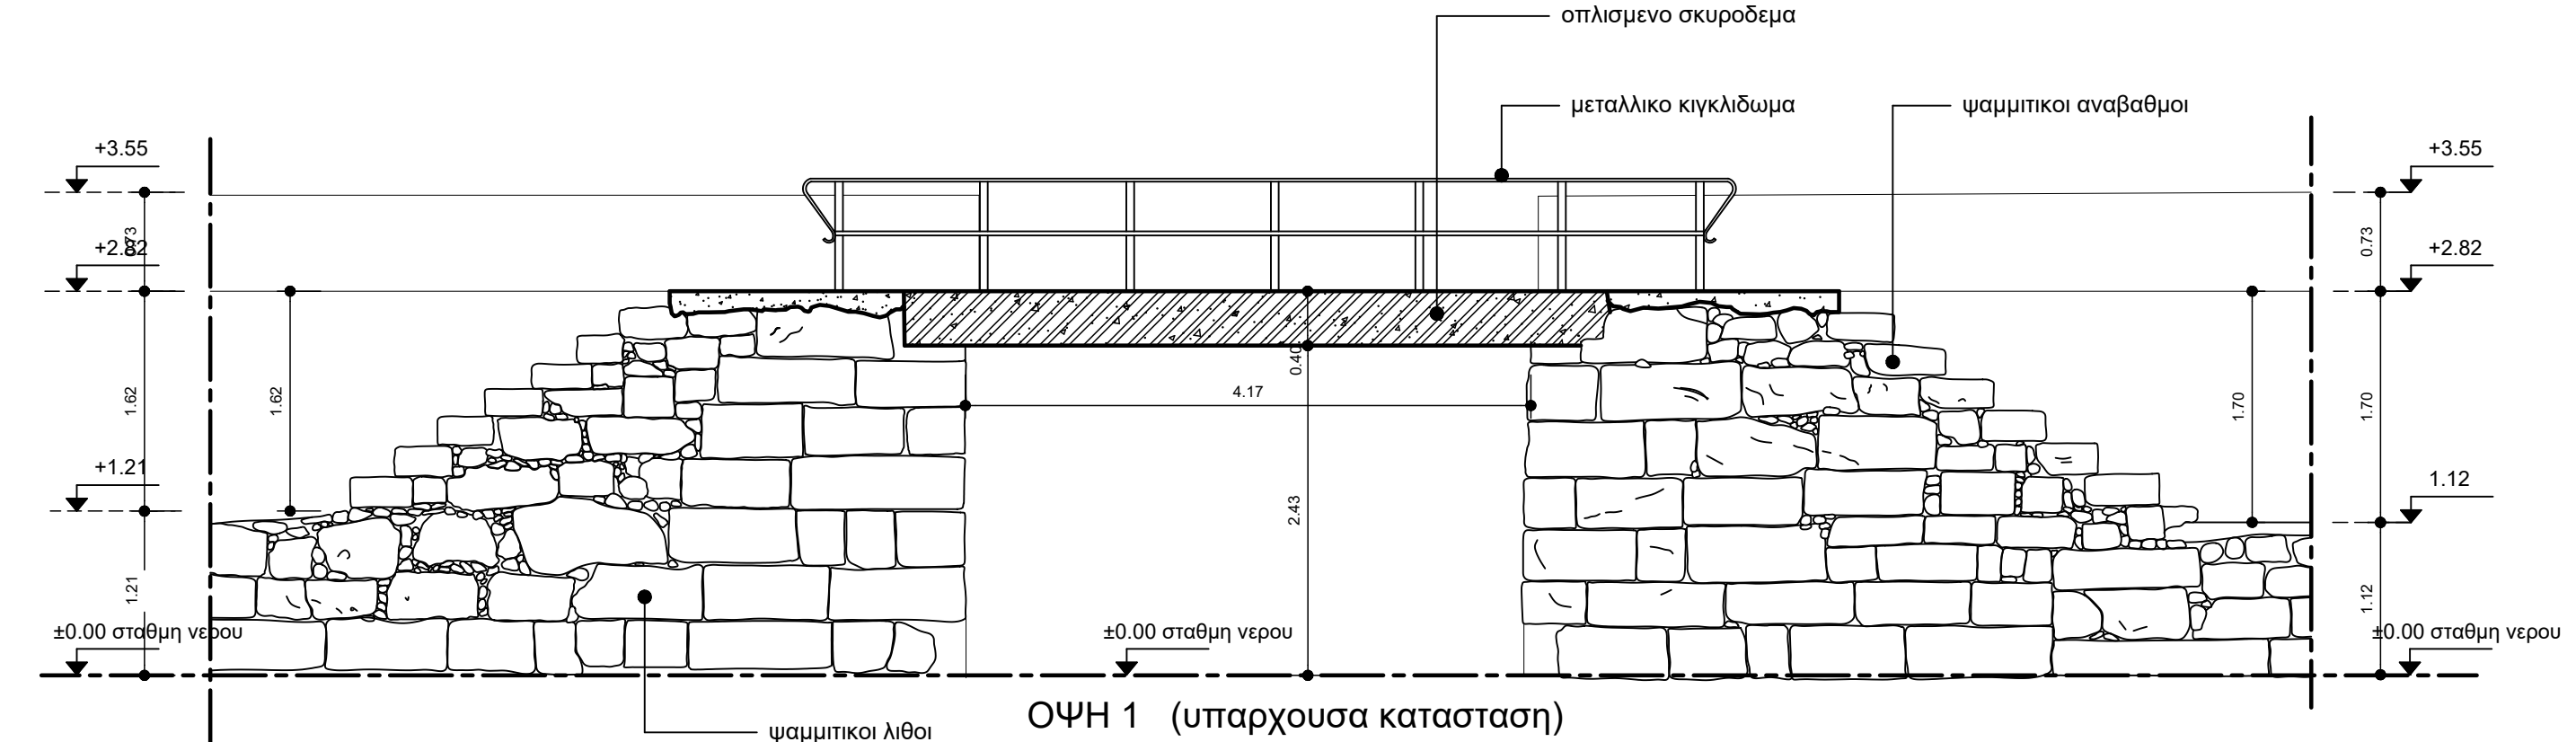 οπλισμενο σκυροδεμα
μεταλλικο κιγκλιδωμα
ψαμμιτικοι αναβαθμοι
+3.55
+3.55
0.73
+2.82
0.73
+2.82
0.40
4.17
1.62
1.62
1.70
1.70
+1.21
1.12
2.43
1.21
1.12
±0.00 σταθμη νερου
±0.00 σταθμη νερου
±0.00 σταθμη νερου
ΟΨΗ 1 (υπαρχουσα κατασταση)
ψαμμιτικοι λιθοι